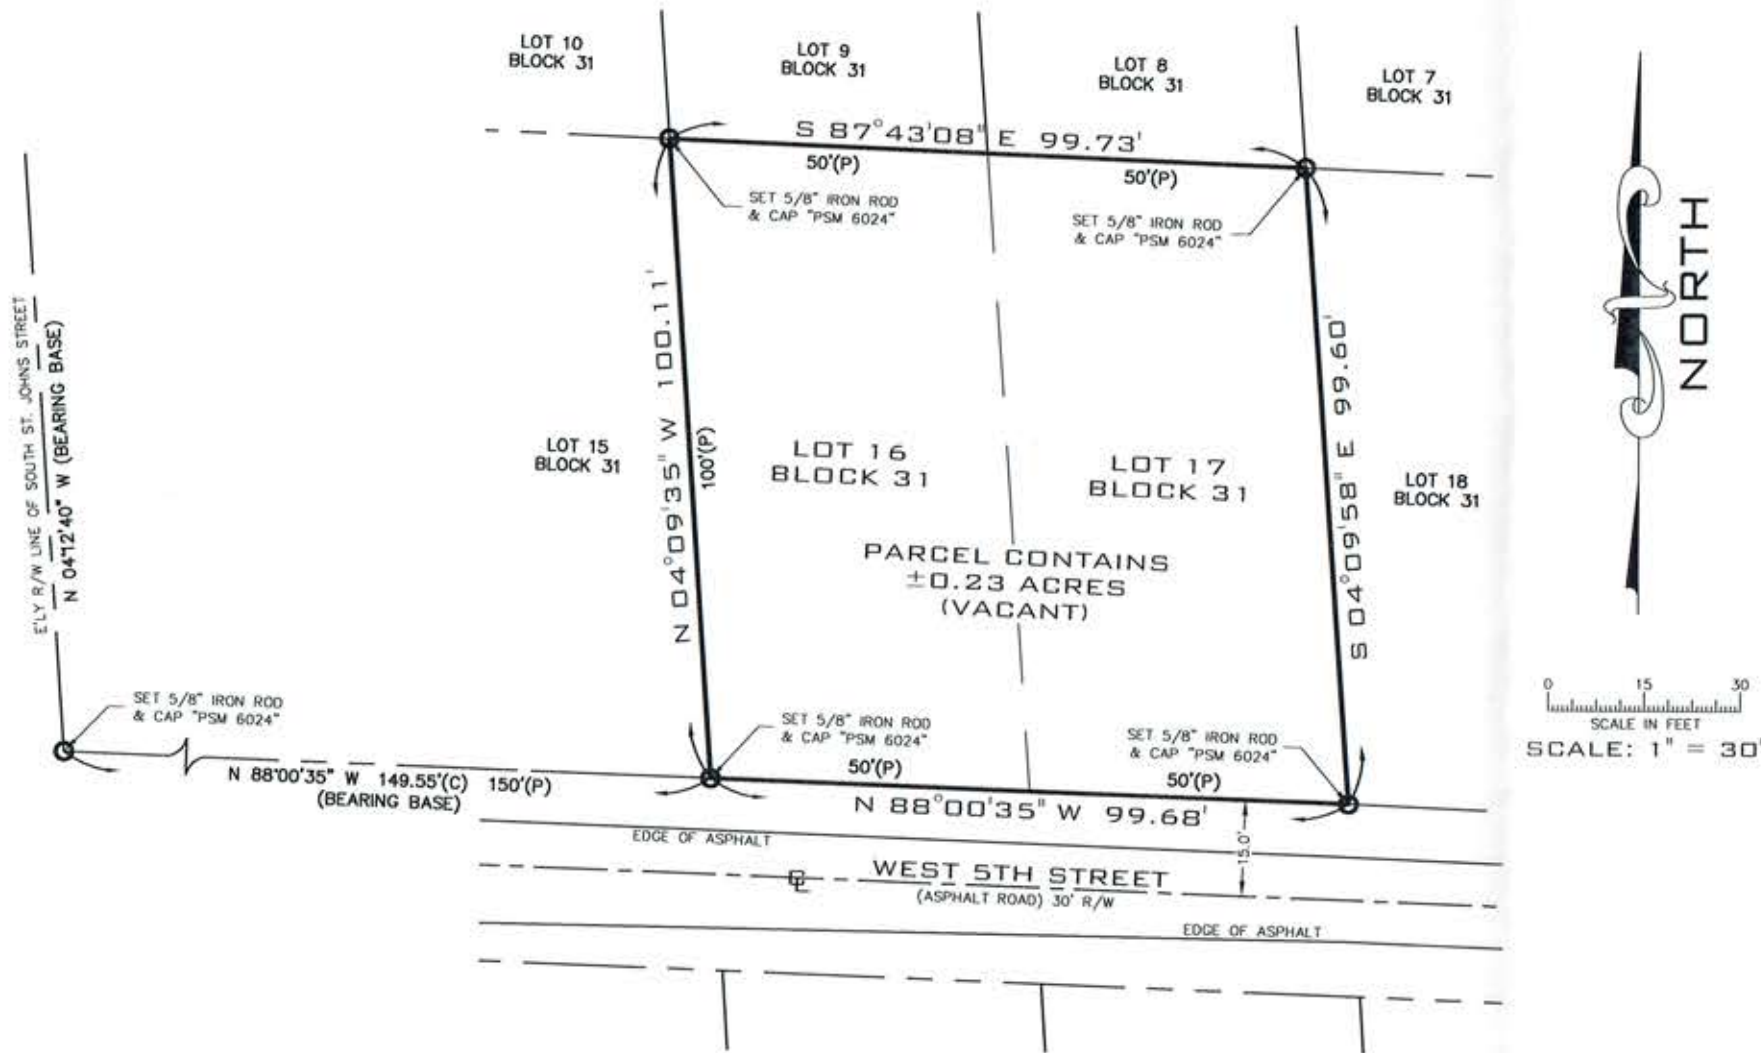 LOT 10
BLOCK 31
LOT 9
BLOCK 31
LOT 8
BLOCK 31
LOT 7
BLOCK 31
S 87°43'08" E 99.73'
50'(P)
50'(P)
SET 5/8" IRON ROD
& CAP "PSM 6024"
SET 5/8" IRON ROD
& CAP "PSM 6024"
NORTH
E'LY R/W LINE OF SOUTH ST. JOHNS STREET
N 04°12'40" W (BEARING BASE)
N 04°09'35" W 100.11'
100'(P)
S 04°09'58" E 99.60'
LOT 15
BLOCK 31
LOT 16
BLOCK 31
LOT 17
BLOCK 31
LOT 18
BLOCK 31
PARCEL CONTAINS
±0.23 ACRES
(VACANT)
SET 5/8" IRON ROD
& CAP "PSM 6024"
SET 5/8" IRON ROD
& CAP "PSM 6024"
SET 5/8" IRON ROD
& CAP "PSM 6024"
0 15 30
SCALE IN FEET
SCALE: 1" = 30'
50'(P)
50'(P)
N 88°00'35" W 149.55'(C) 150'(P)
(BEARING BASE)
N 88°00'35" W 99.68'
EDGE OF ASPHALT
15.0'
WEST 5TH STREET
(ASPHALT ROAD) 30' R/W
EDGE OF ASPHALT